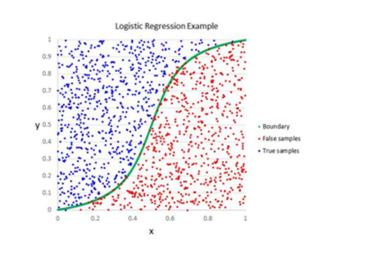 Logistic Regression Example
1
0.9
0.8
0.7
0.6
y 0.5
0.4
0.3
0.2
0.1
0
0 0.2 0.4 0.6 0.8 1
x
Boundary
False samples
True samples